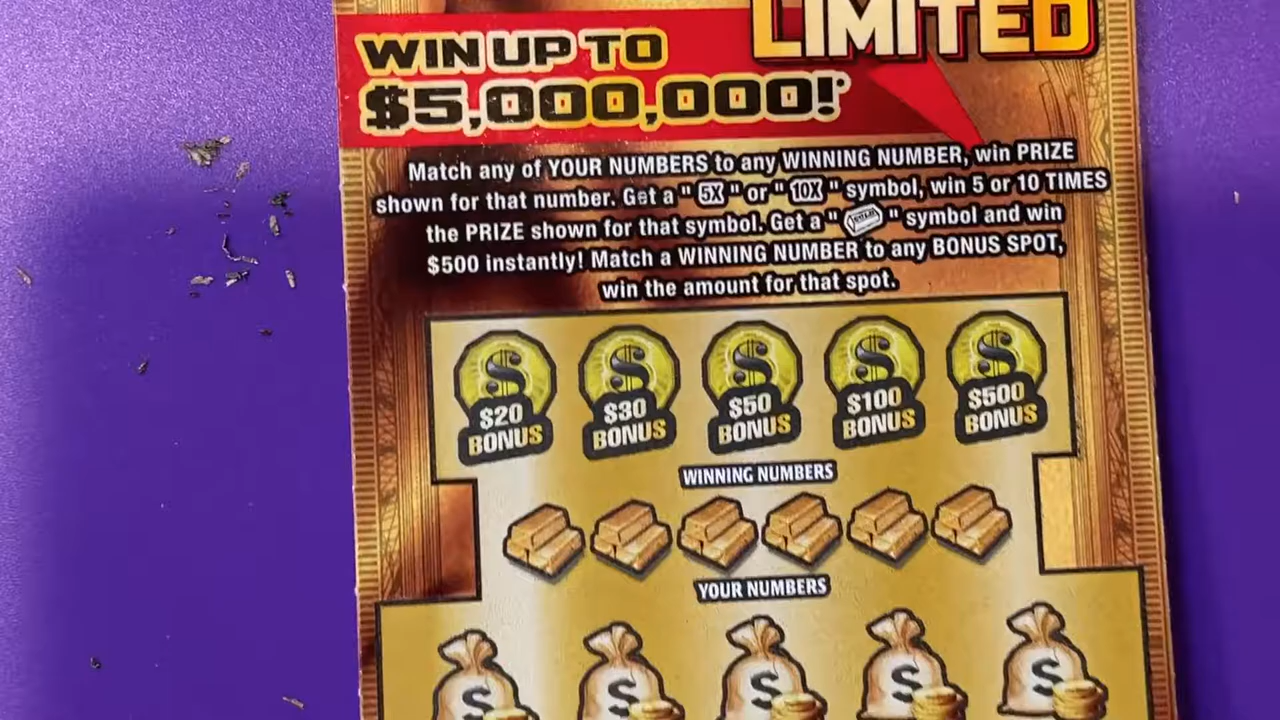 LIMITED
WIN UP TO
$5,000,000!*
Match any of YOUR NUMBERS to any WINNING NUMBER, win PRIZE
shown for that number. Get a "5X" or "10X" symbol, win 5 or 10 TIMES
the PRIZE shown for that symbol. Get a " " symbol and win
$500 instantly! Match a WINNING NUMBER to any BONUS SPOT,
win the amount for that spot.
$ $ $ $ $
$20 $30 $50 $100 $500
BONUS BONUS BONUS BONUS BONUS
WINNING NUMBERS
YOUR NUMBERS
$ $ $ $ $